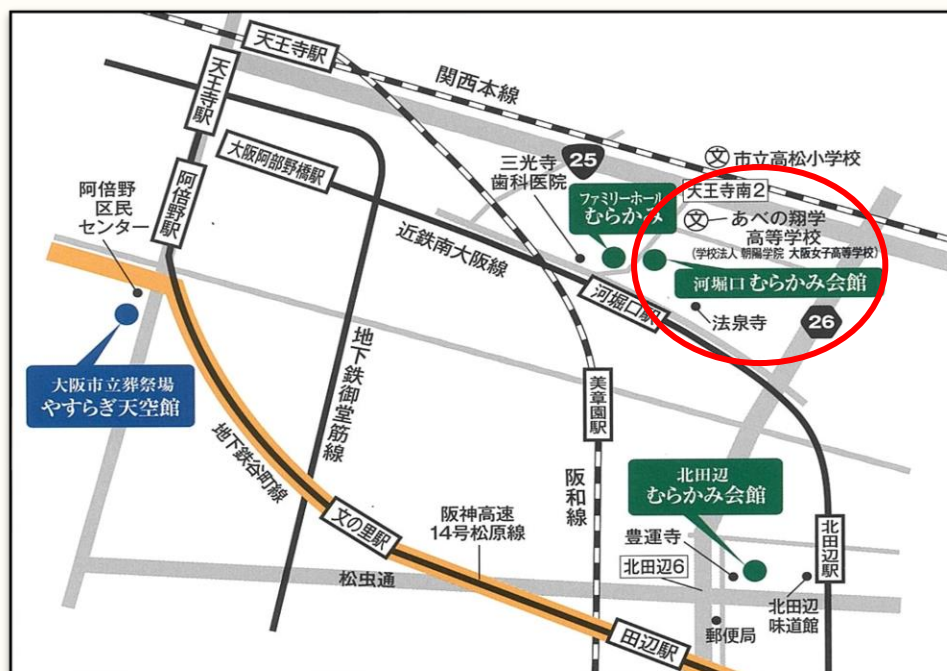 天王寺駅
関西本線
天王寺駅
大阪阿部野橋駅
三光寺
歯科医院
25
文 市立高松小学校
天王寺南2
ファミリーホール
むらかみ
文 あべの翔学
高等学校
(学校法人 朝陽学院 大阪女子高等学校)
阿倍野
区民
センター
阿倍野駅
近鉄南大阪線
河堀口 むらかみ会館
河堀口駅
法泉寺
26
大阪市立葬祭場
やすらぎ天空館
地下鉄御堂筋線
美章園駅
地下鉄谷町線
阪和線
北田辺
むらかみ会館
文の里駅
阪神高速
14号松原線
豊運寺
北田辺駅
松虫通
北田辺6
北田辺
味道館
田辺駅
郵便局